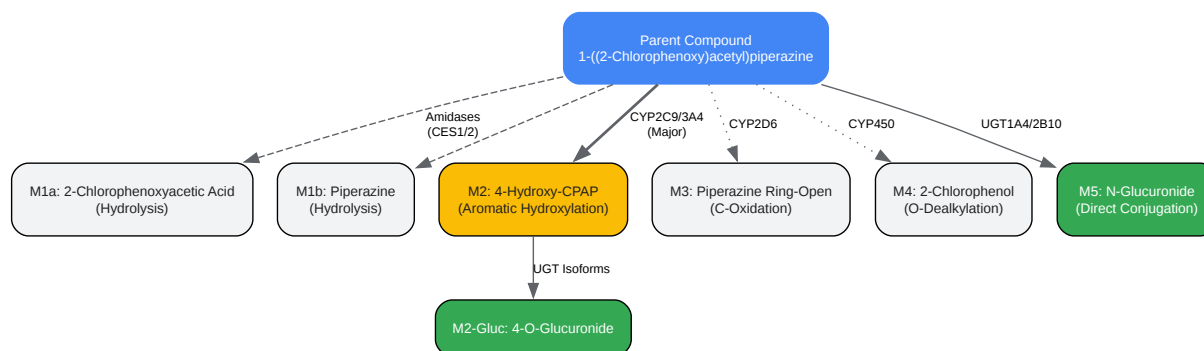 Parent Compound
1-((2-Chlorophenoxy)acetyl)piperazine
Amidases
(CES1/2)
CYP2C9/3A4
(Major)
CYP2D6
CYP450
UGT1A4/2B10
M1a: 2-Chlorophenoxyacetic Acid
(Hydrolysis)
M1b: Piperazine
(Hydrolysis)
M2: 4-Hydroxy-CPAP
(Aromatic Hydroxylation)
M3: Piperazine Ring-Open
(C-Oxidation)
M4: 2-Chlorophenol
(O-Dealkylation)
M5: N-Glucuronide
(Direct Conjugation)
UGT Isoforms
M2-Gluc: 4-O-Glucuronide